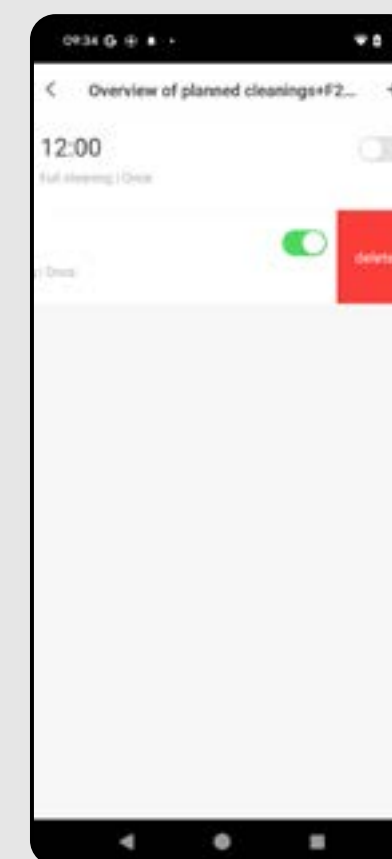 09:34 G
< Overview of planned cleanings+F2... +
12:00
Full cleaning | Once
delete
| Once